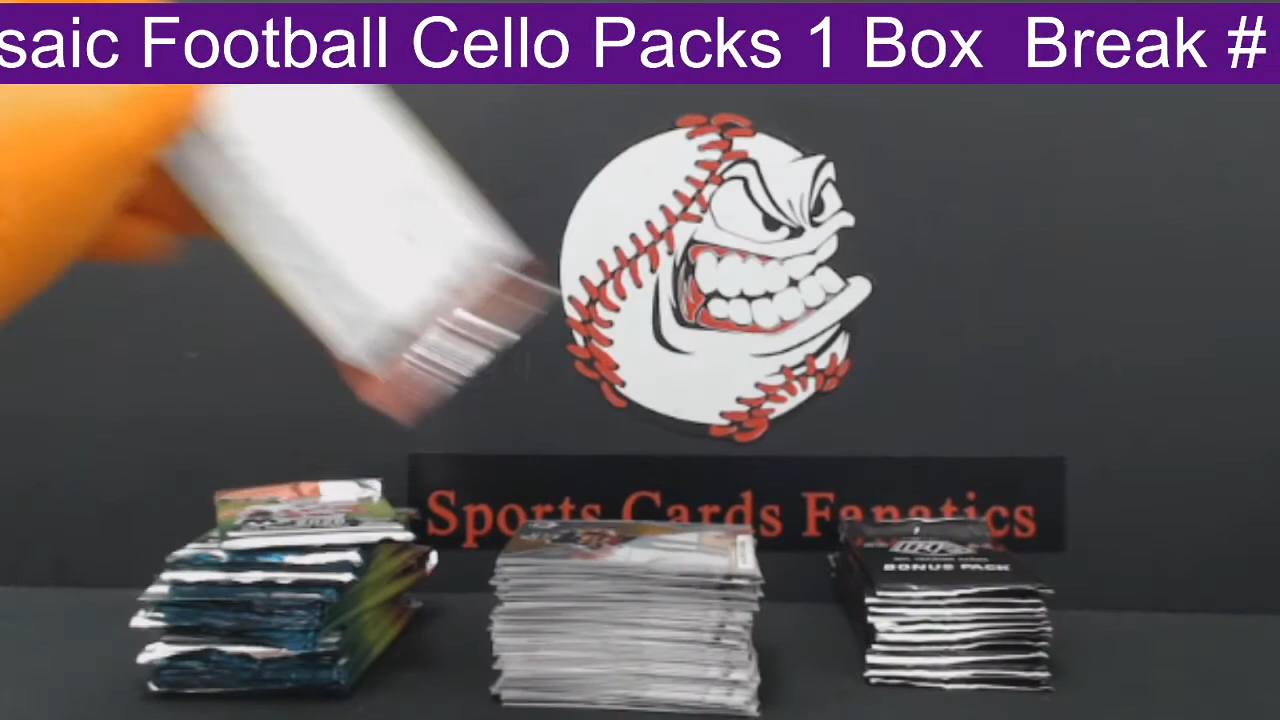 saic Football Cello Packs 1 Box Break #
Sports Cards Fanatics
BONUS PACK